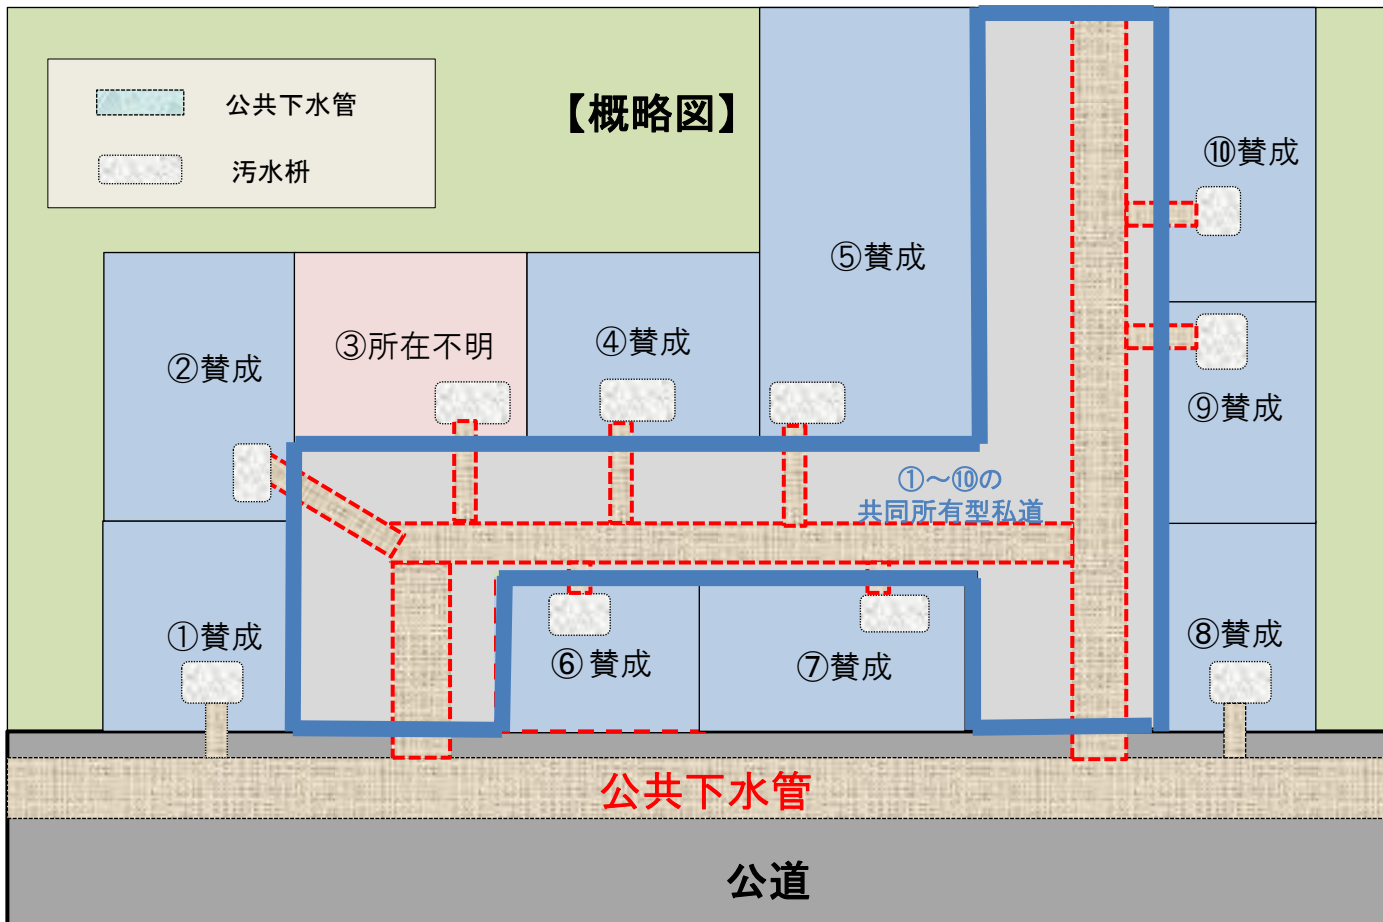 【概略図】
公共下水管
汚水枡
⑩賛成
⑤賛成
②賛成
③所在不明
④賛成
⑨賛成
①～⑩の
共同所有型私道
①賛成
⑥賛成
⑦賛成
⑧賛成
公共下水管
公道